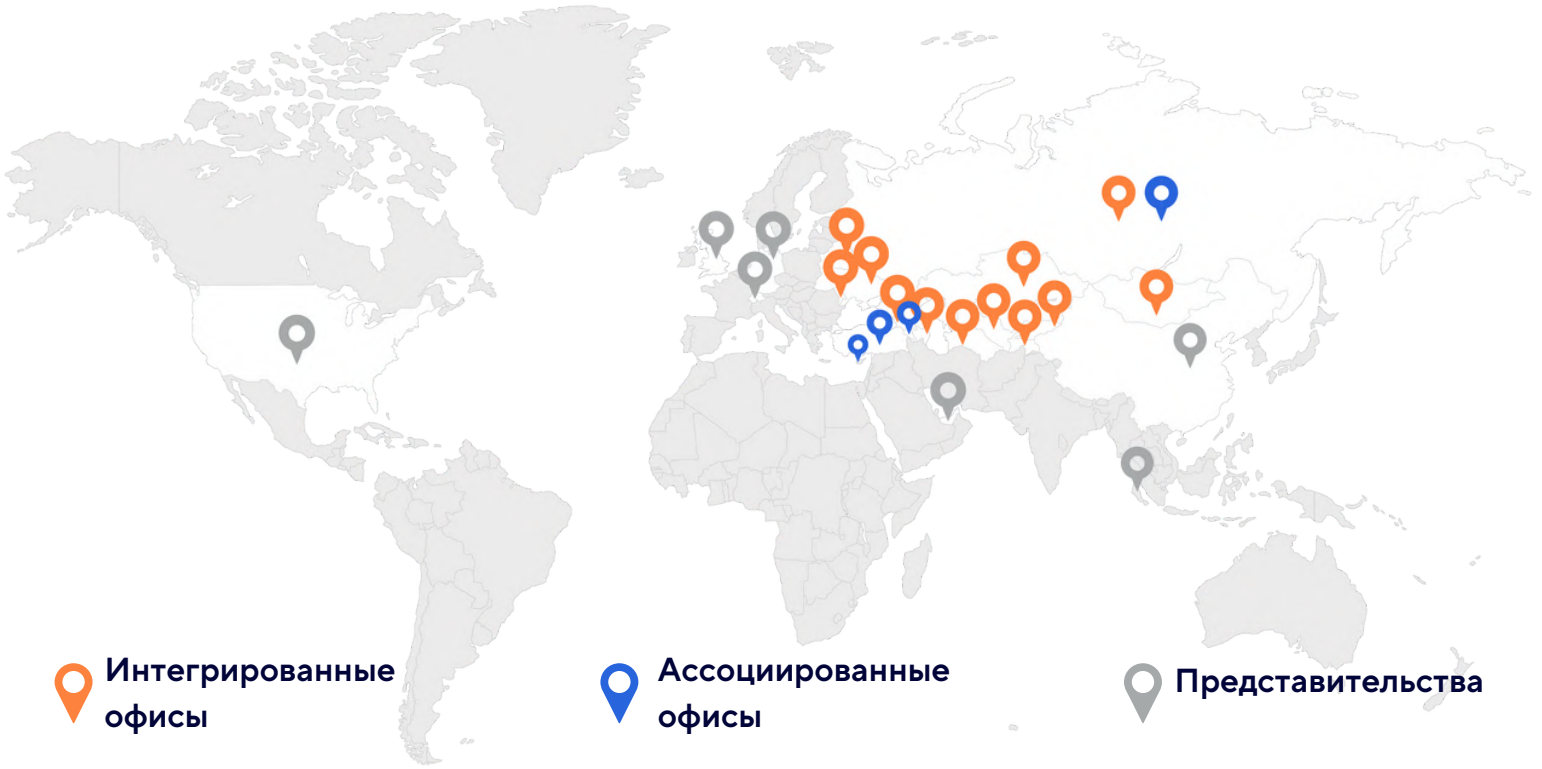 Интегрированные
офисы
Ассоциированные
офисы
Представительства